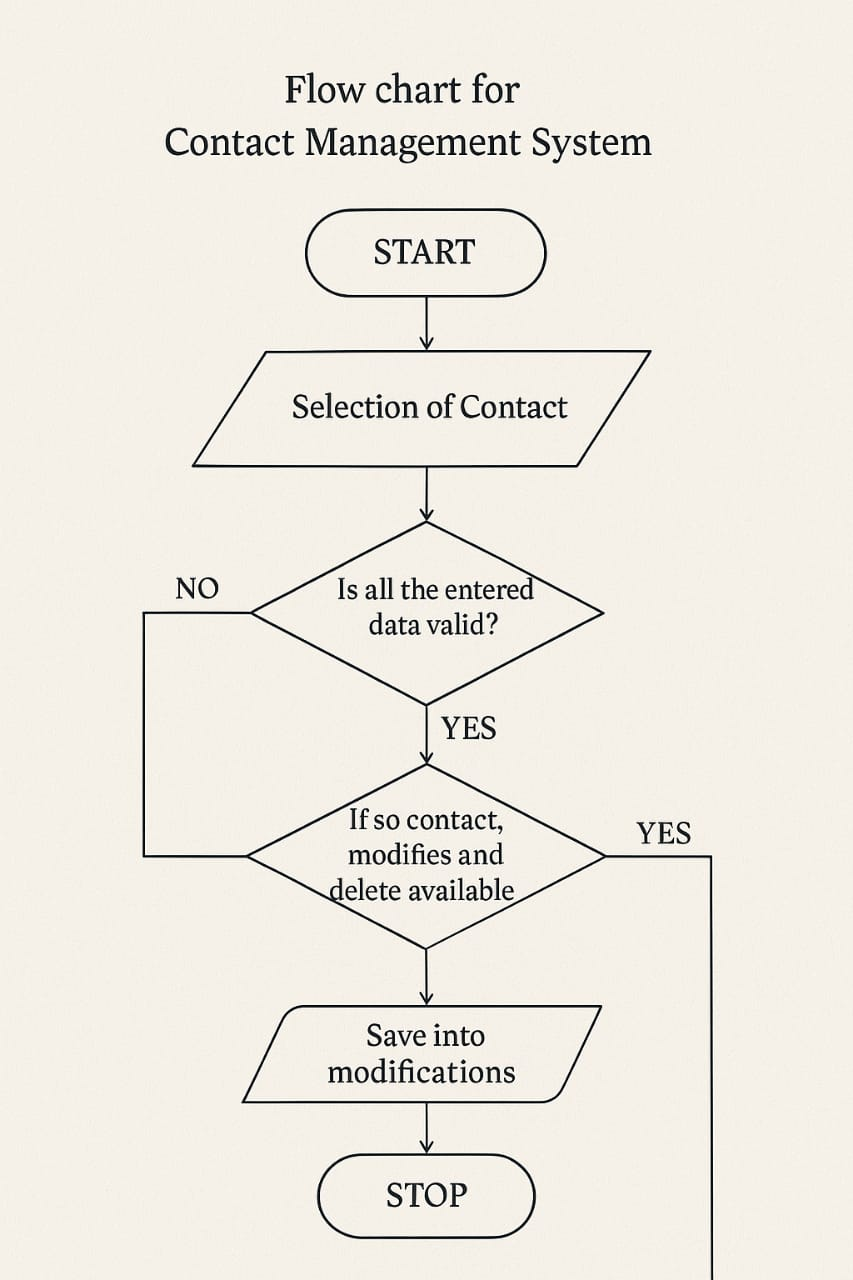 Flow chart for
Contact Management System
START
Selection of Contact
NO
Is all the entered
data valid?
YES
If so contact,
modifies and
delete available
YES
Save into
modifications
STOP